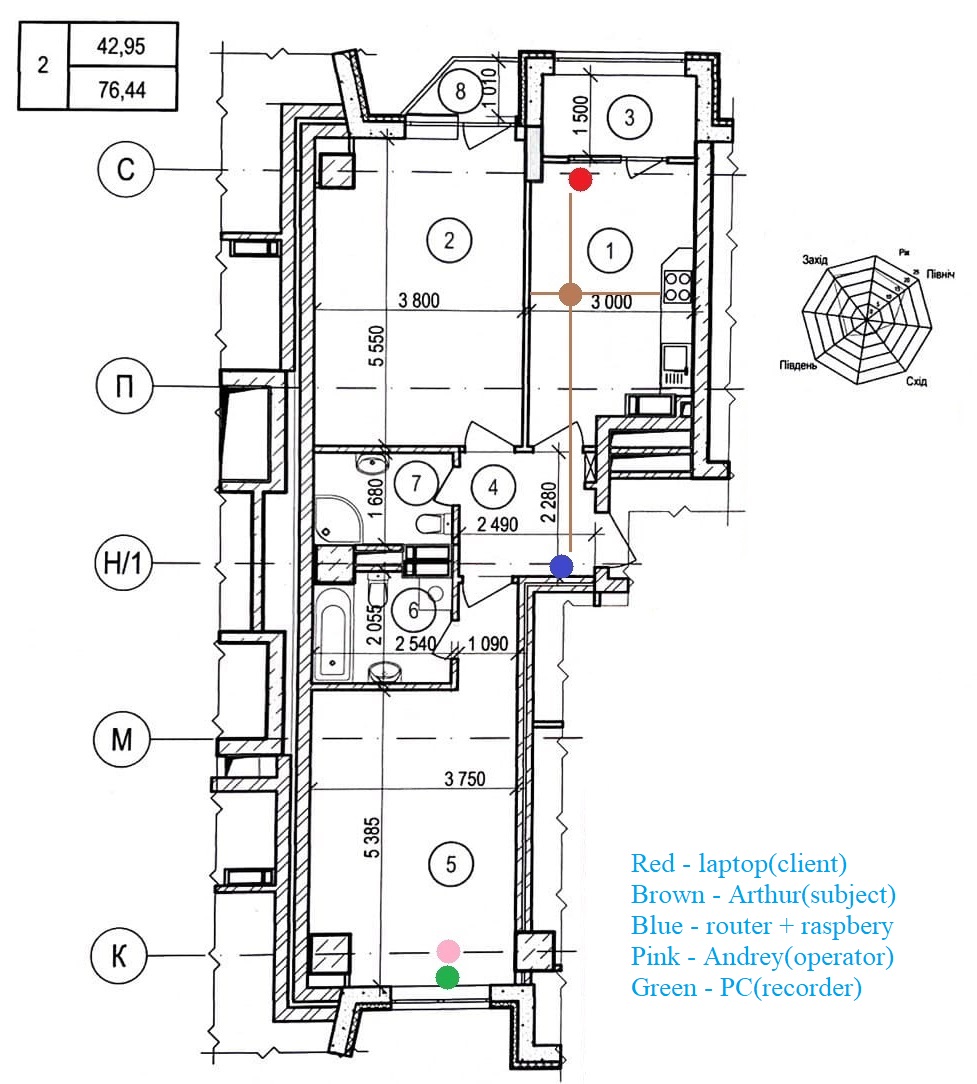 2
42,95
76,44
8
1 010
1 500
3
С
2
1
3 800
3 000
5 550
П
7
4
1 680
2 280
2 490
Н/1
6
2 055
2 540
1 090
М
3 750
5 385
5
К
Захід
Рік
Північ
Південь
Схід
Red - laptop(client)
Brown - Arthur(subject)
Blue - router + raspbery
Pink - Andrey(operator)
Green - PC(recorder)